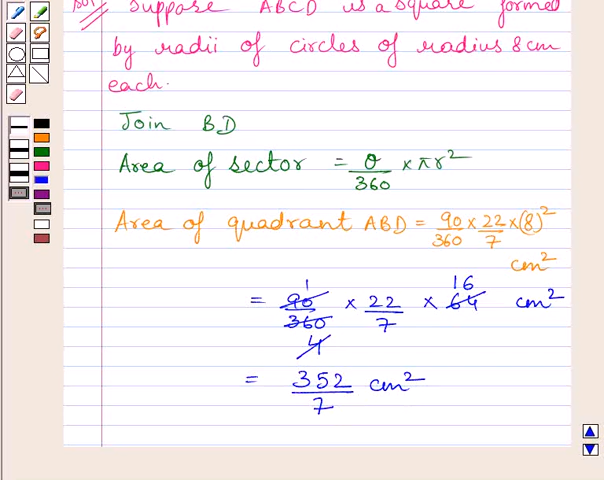 Sol Suppose ABCD is a square formed
by radii of circles of radius 8 cm
each.
Join BD
Area of sector = θ/360 × πr²
Area of quadrant ABD = 90/360 × 22/7 × (8)²
cm²
= 90/360 × 22/7 × 64 cm²
1 4 16
= 352/7 cm²